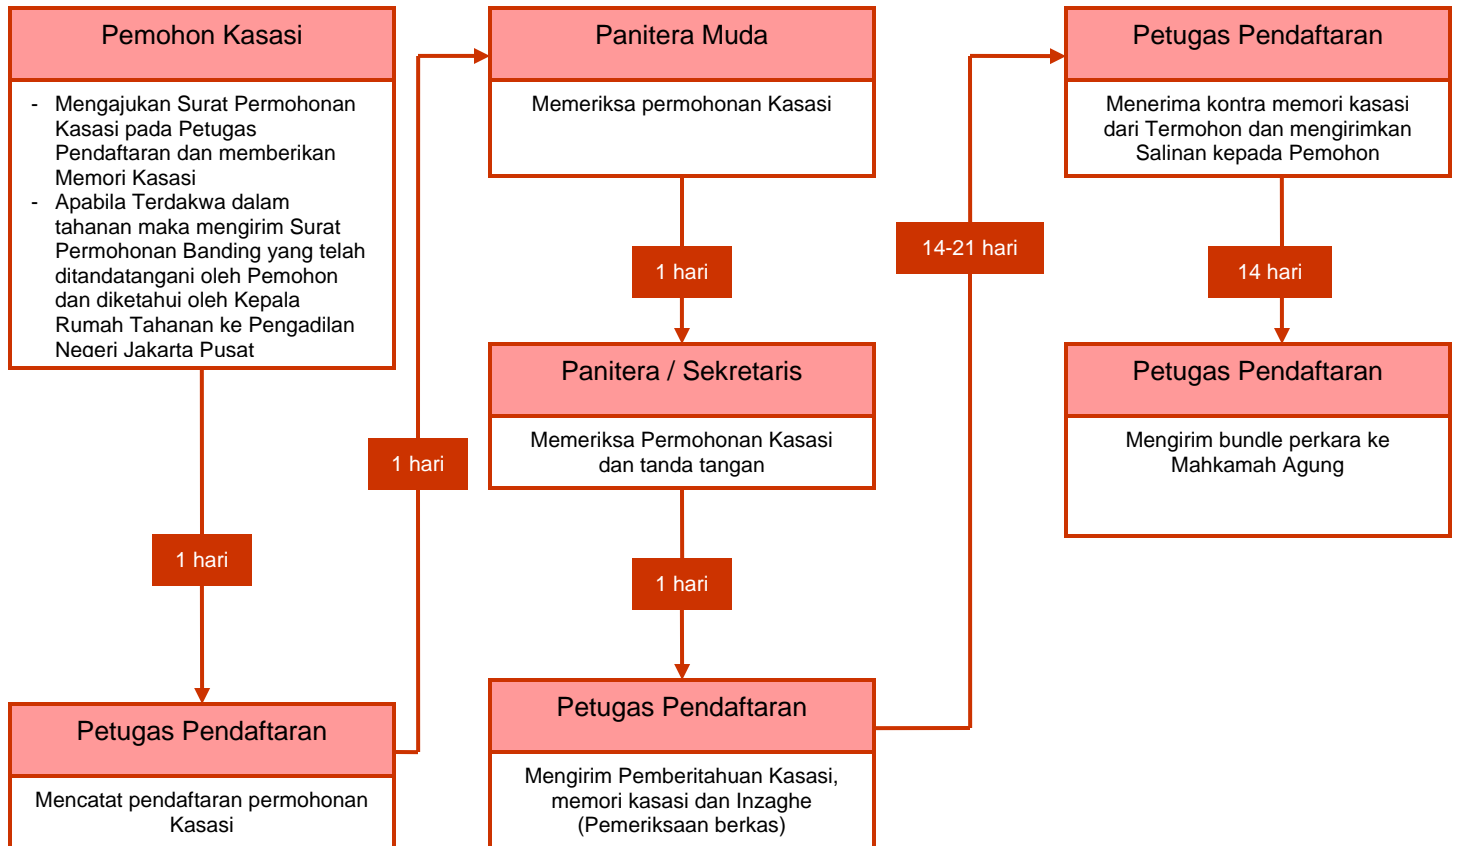 Pemohon Kasasi
- Mengajukan Surat Permohonan
Kasasi pada Petugas
Pendaftaran dan memberikan
Memori Kasasi
- Apabila Terdakwa dalam
tahanan maka mengirim Surat
Permohonan Banding yang telah
ditandatangani oleh Pemohon
dan diketahui oleh Kepala
Rumah Tahanan ke Pengadilan
Negeri Jakarta Pusat
1 hari
Petugas Pendaftaran
Mencatat pendaftaran permohonan
Kasasi
1 hari
Panitera Muda
Memeriksa permohonan Kasasi
1 hari
Panitera / Sekretaris
Memeriksa Permohonan Kasasi
dan tanda tangan
1 hari
Petugas Pendaftaran
Mengirim Pemberitahuan Kasasi,
memori kasasi dan Inzaghe
(Pemeriksaan berkas)
14-21 hari
Petugas Pendaftaran
Menerima kontra memori kasasi
dari Termohon dan mengirimkan
Salinan kepada Pemohon
14 hari
Petugas Pendaftaran
Mengirim bundle perkara ke
Mahkamah Agung